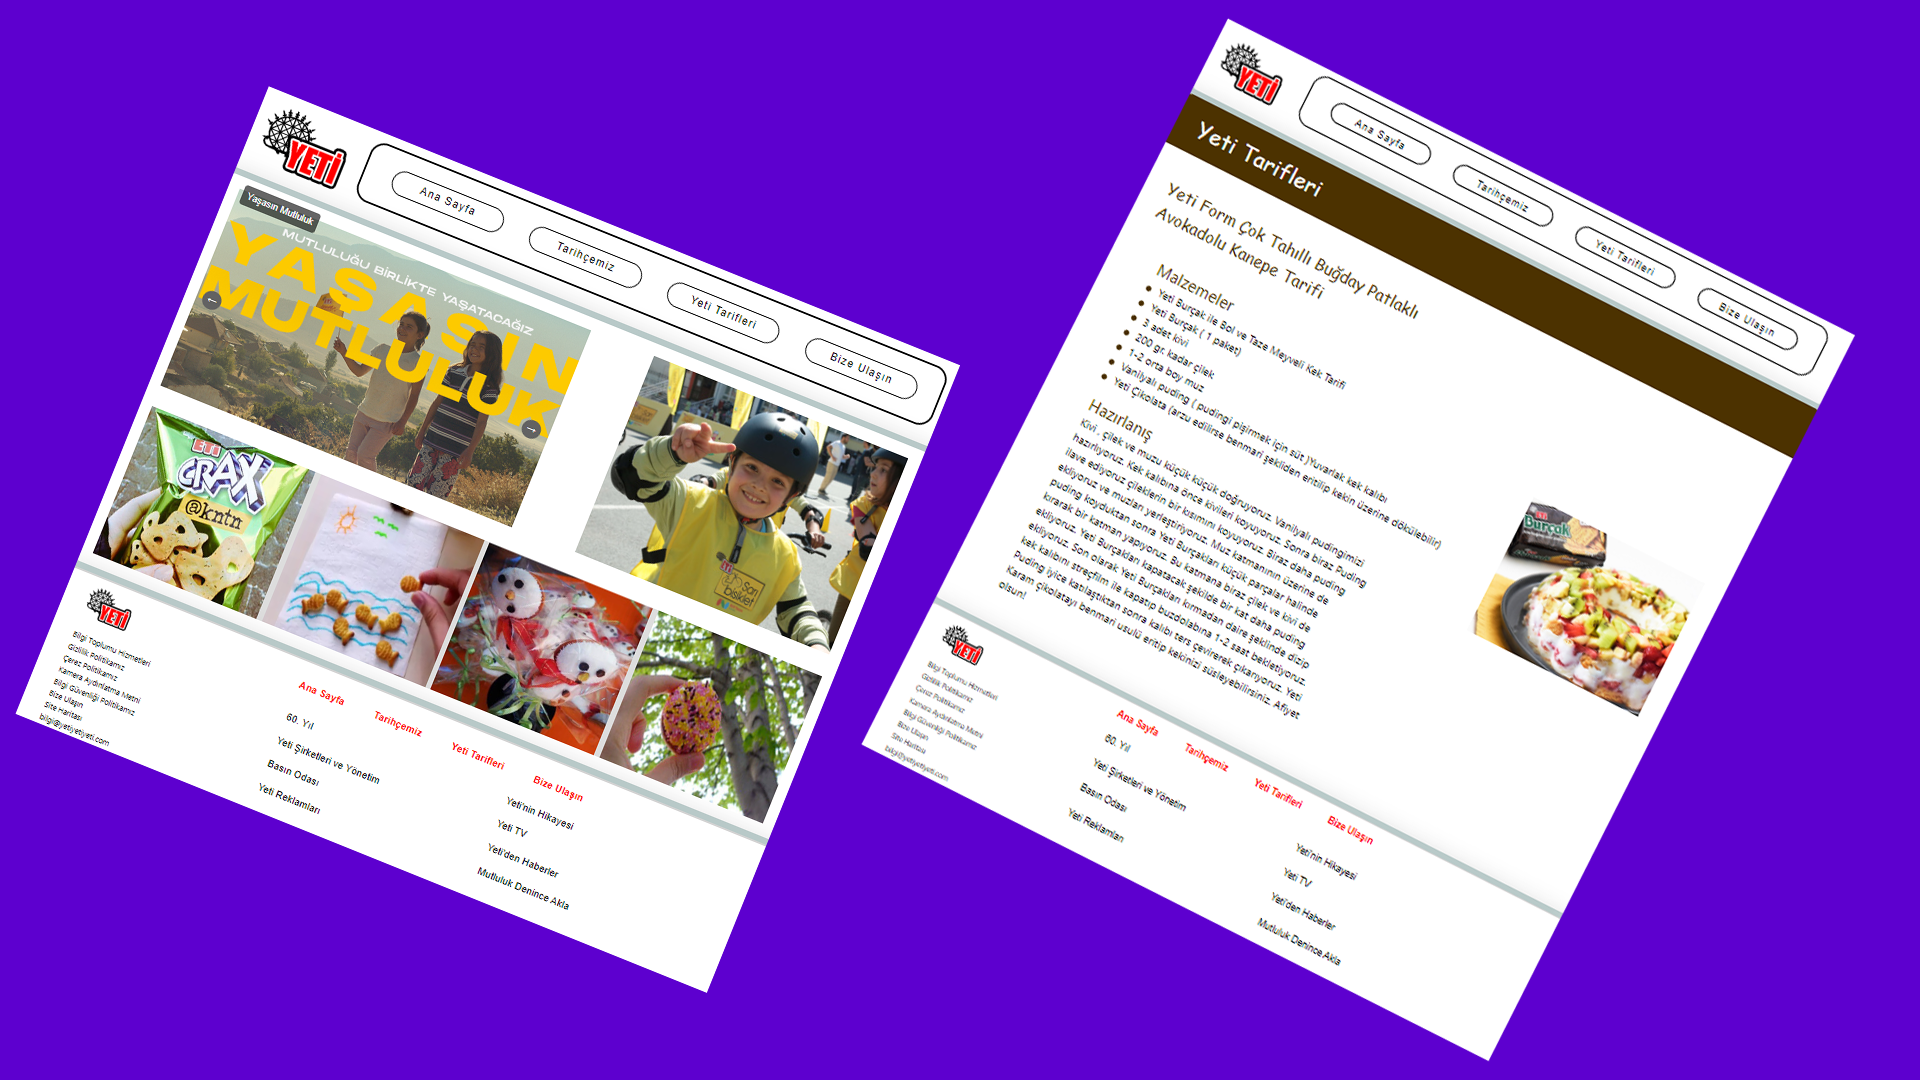 YETİ
Ana Sayfa
Tarihçemiz
Yeti Tarifleri
Bize Ulaşın
Yaşasın Mutluluk
MUTLULUĞU BİRLİKTE YAŞATACAĞIZ
YAŞASIN
MUTLULUK
←
→
ETİ
CRAX
@kntn
Sarı
bisiklet
YETİ
Bilgi Toplumu Hizmetleri
Gizlilik Politikamız
Çerez Politikamız
Kamera Aydınlatma Metni
Bilgi Güvenliği Politikamız
Bize Ulaşın
Site Haritası
bilgi@yetiyetiyeti.com
Ana Sayfa
60. Yıl
Yeti Şirketleri ve Yönetim
Basın Odası
Yeti Reklamları
Tarihçemiz
Yeti Tarifleri
Bize Ulaşın
Yeti'nin Hikayesi
Yeti TV
Yeti'den Haberler
Mutluluk Denince Akla
YETİ
Ana Sayfa
Tarihçemiz
Yeti Tarifleri
Bize Ulaşın
Yeti Tarifleri
Yeti Form Çok Tahıllı Buğday Patlaklı
Avokadolu Kanepe Tarifi
Malzemeler
Yeti Burçak ile Bol ve Taze Meyveli Kek Tarifi
Yeti Burçak ( 1 paket)
3 adet kivi
200 gr. kadar çilek
1-2 orta boy muz
Vanilyalı puding ( pudingi pişirmek için süt )Yuvarlak kek kalıbı
Yeti Çikolata (arzu edilirse benmari şekliden eritilip kekin üzerine dökülebilir)
Hazırlanış
Kivi , çilek ve muzu küçük küçük doğruyoruz. Vanilyalı pudingimizi
hazırlıyoruz. Kek kalıbına önce kivileri koyuyoruz. Sonra biraz Puding
ilave ediyoruz çileklerin bir kısımını koyuyoruz. Biraz daha puding
ekliyoruz ve muzları yerleştiriyoruz. Muz katmanının üzerine de
puding koyduktan sonra Yeti Burçakları küçük parçalar halinde
kırarak bir katman yapıyoruz. Bu katmana biraz çilek ve kivi de
ekliyoruz. Yeti Burçakları kapatacak şekilde bir kat daha puding
ekliyoruz. Son olarak Yeti Burçakları kırmadan daire şeklinde dizip
kek kalıbını streçfilm ile kapatıp buzdolabına 1-2 saat bekletiyoruz.
Puding iyice katılaştıktan sonra kalıbı ters çevirerek çıkarıyoruz. Yeti
Karam çikolatayı benmari usulü eritip kekinizi süsleyebilirsiniz. Afiyet
olsun!
ETİ
Burçak
YETİ
Bilgi Toplumu Hizmetleri
Gizlilik Politikamız
Çerez Politikamız
Kamera Aydınlatma Metni
Bilgi Güvenliği Politikamız
Bize Ulaşın
Site Haritası
bilgi@yetiyetiyeti.com
Ana Sayfa
60. Yıl
Yeti Şirketleri ve Yönetim
Basın Odası
Yeti Reklamları
Tarihçemiz
Yeti Tarifleri
Bize Ulaşın
Yeti'nin Hikayesi
Yeti TV
Yeti'den Haberler
Mutluluk Denince Akla